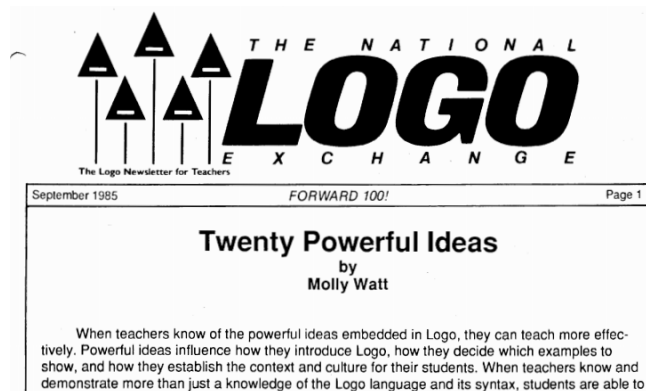 THE NATIONAL
LOGO
EXCHANGE
The Logo Newsletter for Teachers
September 1985 FORWARD 100! Page 1
Twenty Powerful Ideas
by
Molly Watt
When teachers know of the powerful ideas embedded in Logo, they can teach more effec-
tively. Powerful ideas influence how they introduce Logo, how they decide which examples to
show, and how they establish the context and culture for their students. When teachers know and
demonstrate more than just a knowledge of the Logo language and its syntax, students are able to